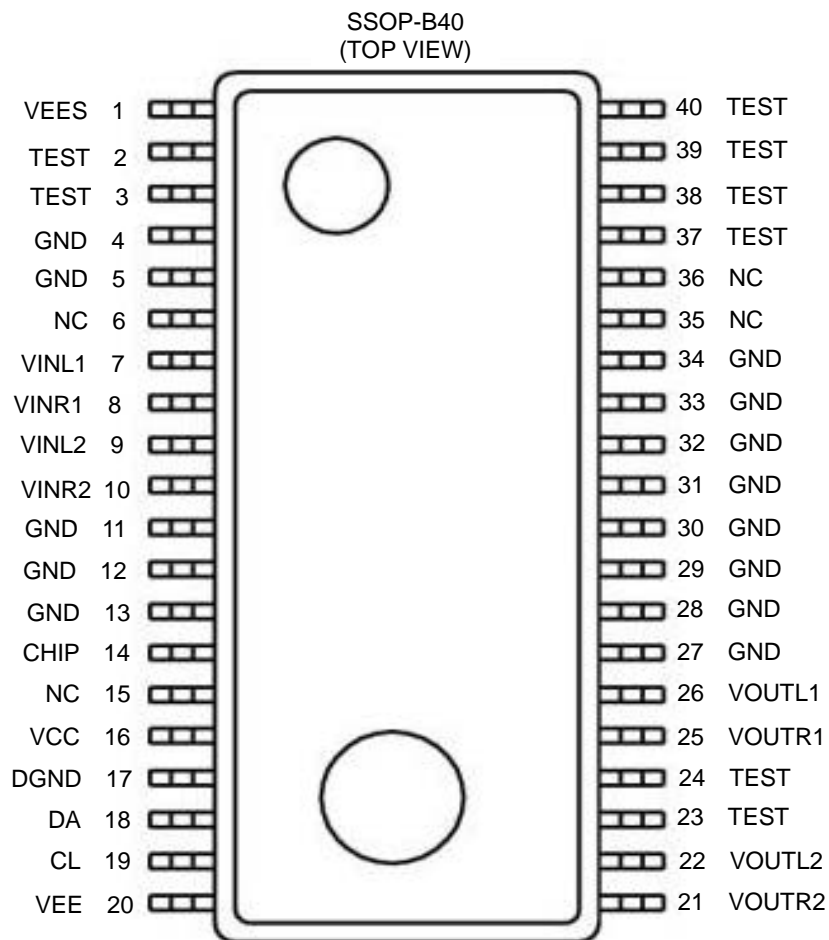 SSOP-B40
(TOP VIEW)
VEES 1
TEST 2
TEST 3
GND 4
GND 5
NC 6
VINL1 7
VINR1 8
VINL2 9
VINR2 10
GND 11
GND 12
GND 13
CHIP 14
NC 15
VCC 16
DGND 17
DA 18
CL 19
VEE 20
40 TEST
39 TEST
38 TEST
37 TEST
36 NC
35 NC
34 GND
33 GND
32 GND
31 GND
30 GND
29 GND
28 GND
27 GND
26 VOUTL1
25 VOUTR1
24 TEST
23 TEST
22 VOUTL2
21 VOUTR2